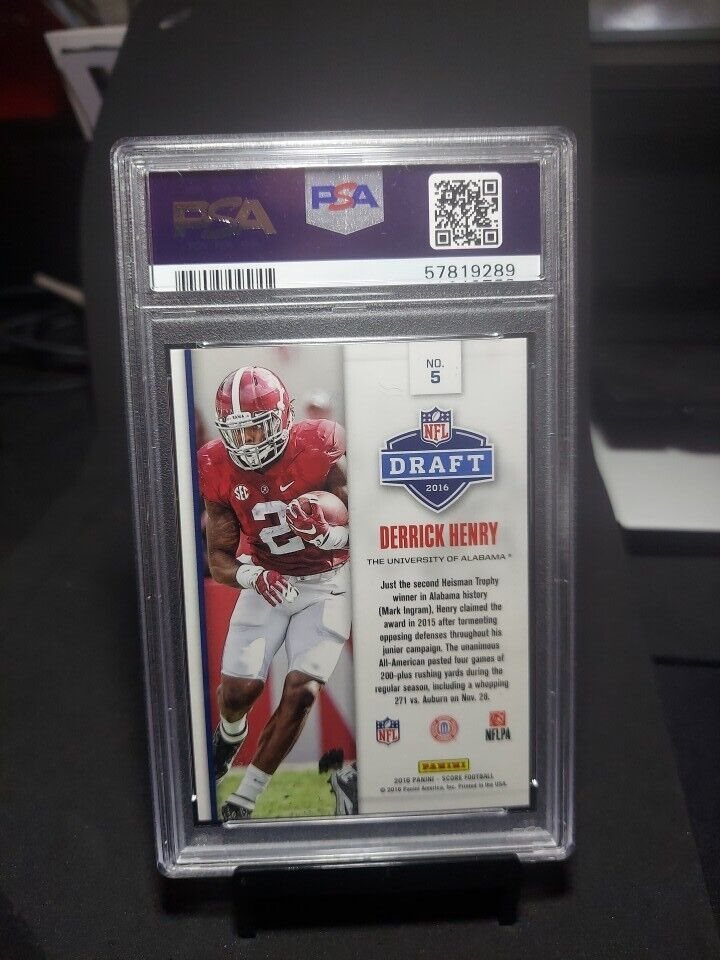 PSA
PSA
57819289
NO.
5
NFL
DRAFT
2016
DERRICK HENRY
THE UNIVERSITY OF ALABAMA®
Just the second Heisman Trophy
winner in Alabama history
(Mark Ingram), Henry claimed the
award in 2015 after tormenting
opposing defenses throughout his
junior campaign. The unanimous
All-American posted four games of
200-plus rushing yards during the
regular season, including a whopping
271 vs. Auburn on Nov. 28.
SEC
2
NFL
NFLPA
PANINI
2016 PANINI - SCORE FOOTBALL
© 2016 Panini America, Inc. Printed in the USA.